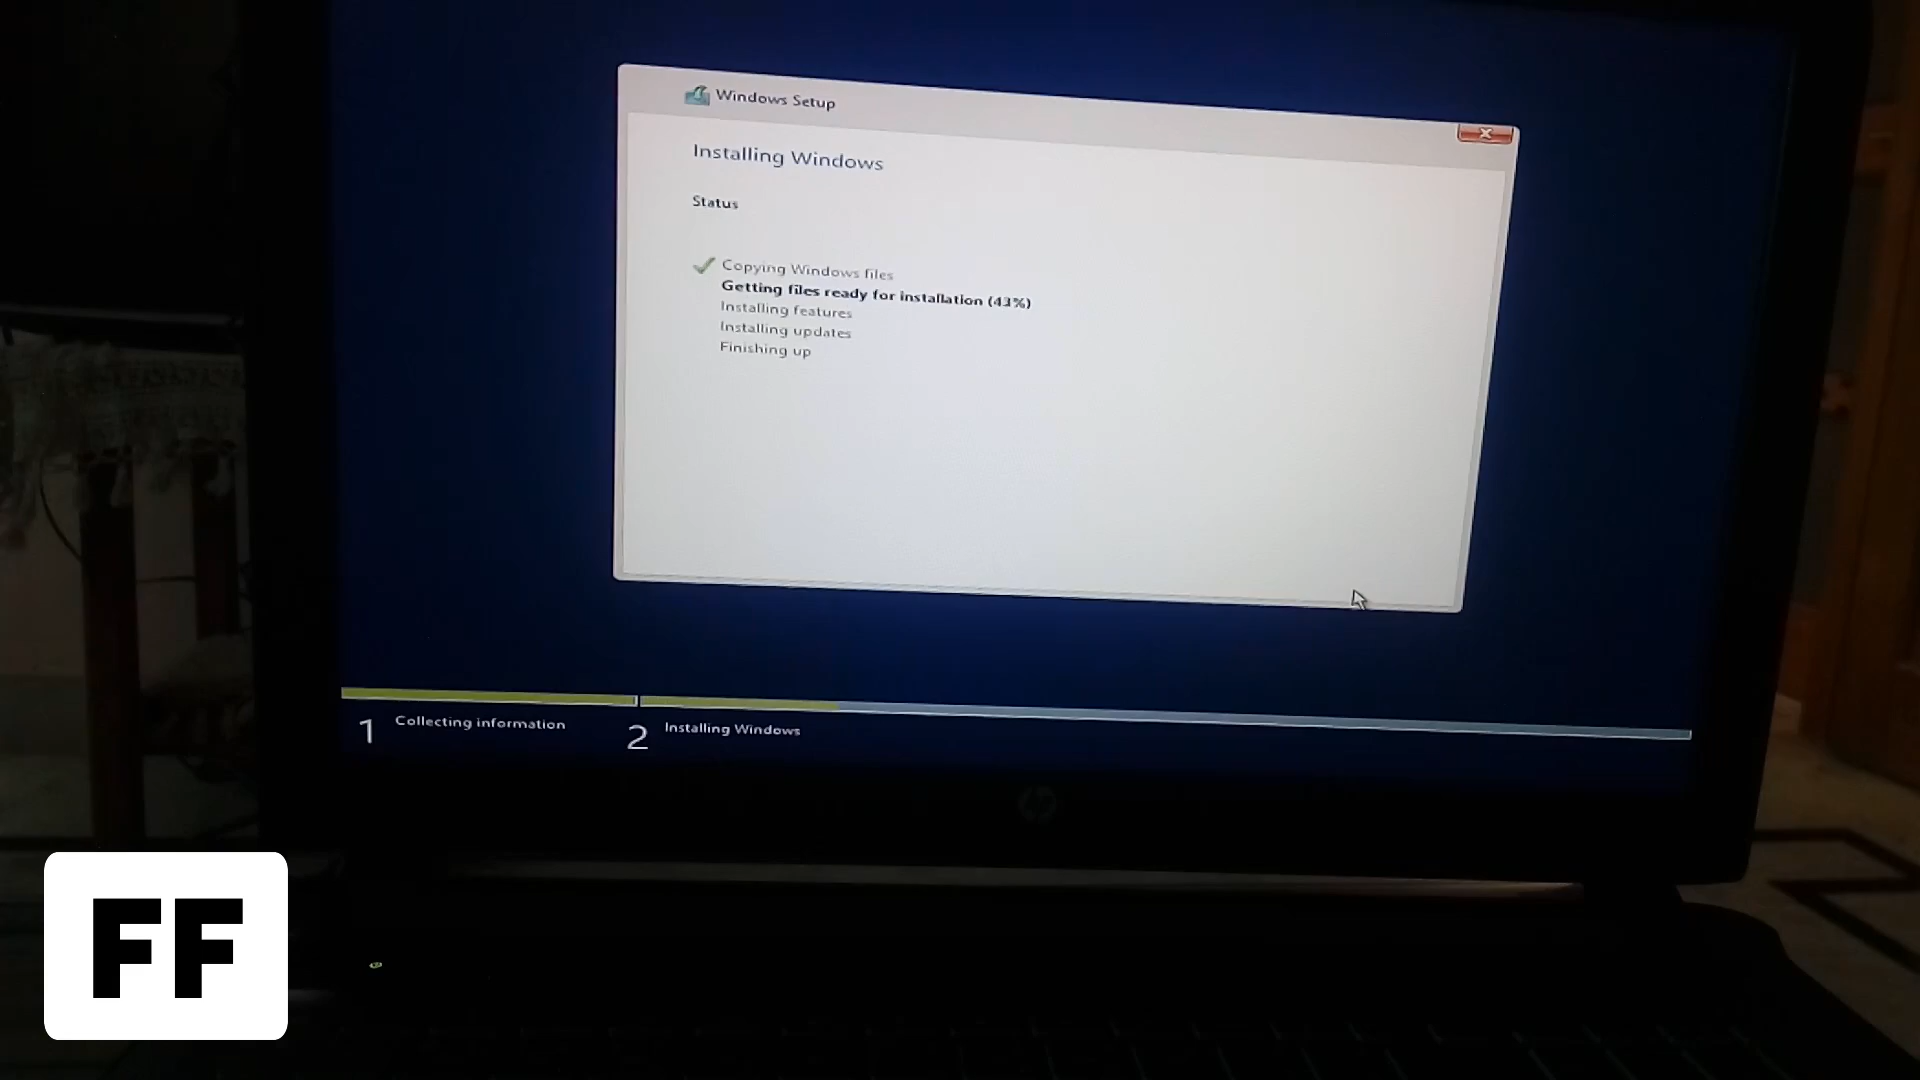 Windows Setup
Installing Windows
Status
Copying Windows files
Getting files ready for installation (43%)
Installing features
Installing updates
Finishing up
1 Collecting information
2 Installing Windows
hp
FF